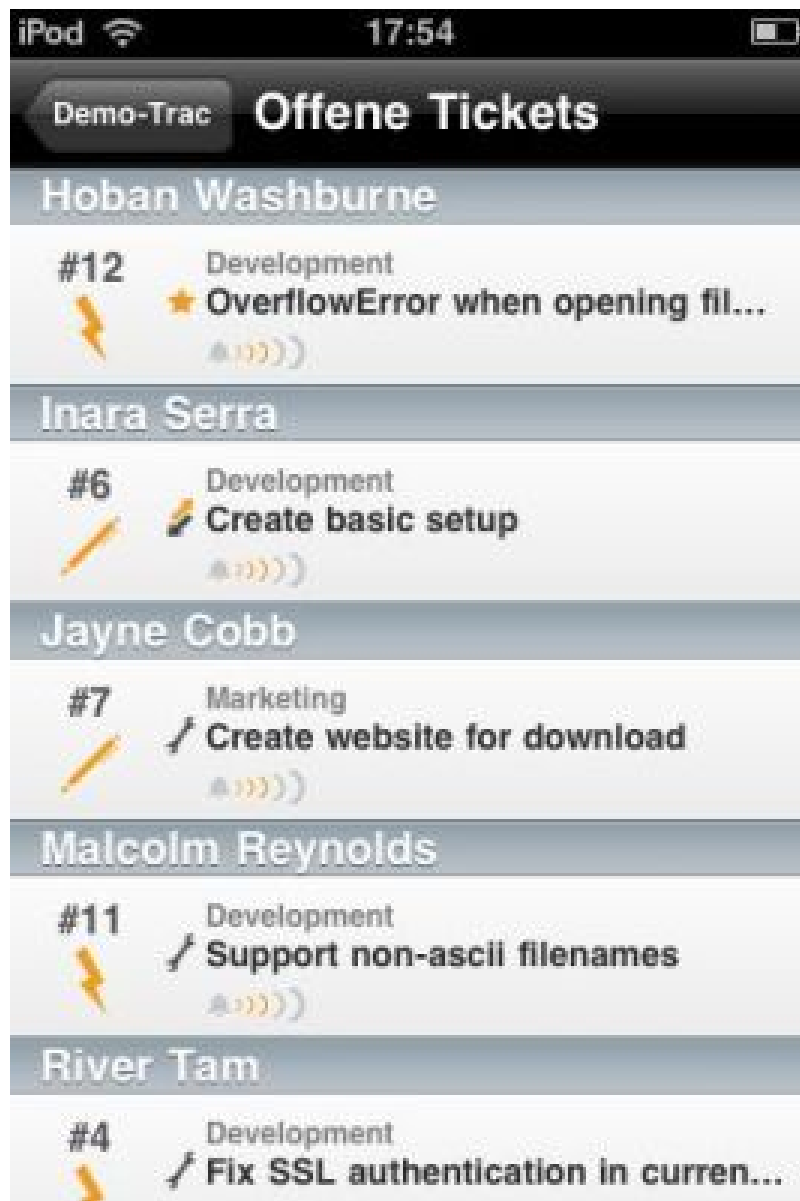 iPod 17:54
Demo-Trac Offene Tickets
Hoban Washburne
#12 Development
OverflowError when opening fil...
Inara Serra
#6 Development
Create basic setup
Jayne Cobb
#7 Marketing
Create website for download
Malcolm Reynolds
#11 Development
Support non-ascii filenames
River Tam
#4 Development
Fix SSL authentication in curren...